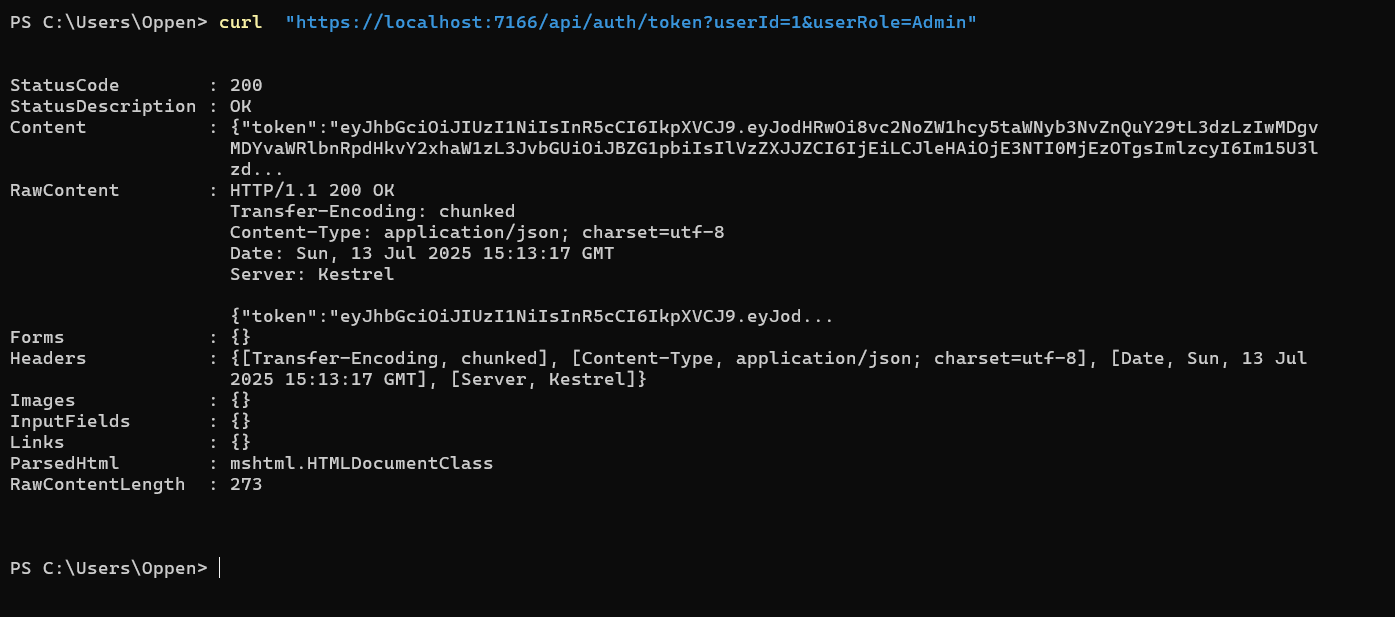 PS C:\Users\Oppen> curl  "https://localhost:7166/api/auth/token?userId=1&userRole=Admin"
StatusCode        : 200
StatusDescription : OK
Content           : {"token":"eyJhbGciOiJIUzI1NiIsInR5cCI6IkpXVCJ9.eyJodHRwOi8vc2NoZW1hcy5taWNyb3NvZnQuY29tL3dzLzIwMDgv
MDYvaWRlbnRpdHkvY2xhaW1zL3JvbGUiOiJBZG1pbiIsIlVzZXJJZCI6IjEiLCJleHAiOjE3NTI0MjEzOTgsImlzcyI6Im15U3l
zd...
RawContent        : HTTP/1.1 200 OK
Transfer-Encoding: chunked
Content-Type: application/json; charset=utf-8
Date: Sun, 13 Jul 2025 15:13:17 GMT
Server: Kestrel
{"token":"eyJhbGciOiJIUzI1NiIsInR5cCI6IkpXVCJ9.eyJod...
Forms             : {}
Headers           : {[Transfer-Encoding, chunked], [Content-Type, application/json; charset=utf-8], [Date, Sun, 13 Jul
2025 15:13:17 GMT], [Server, Kestrel]}
Images            : {}
InputFields       : {}
Links             : {}
ParsedHtml        : mshtml.HTMLDocumentClass
RawContentLength  : 273
PS C:\Users\Oppen>